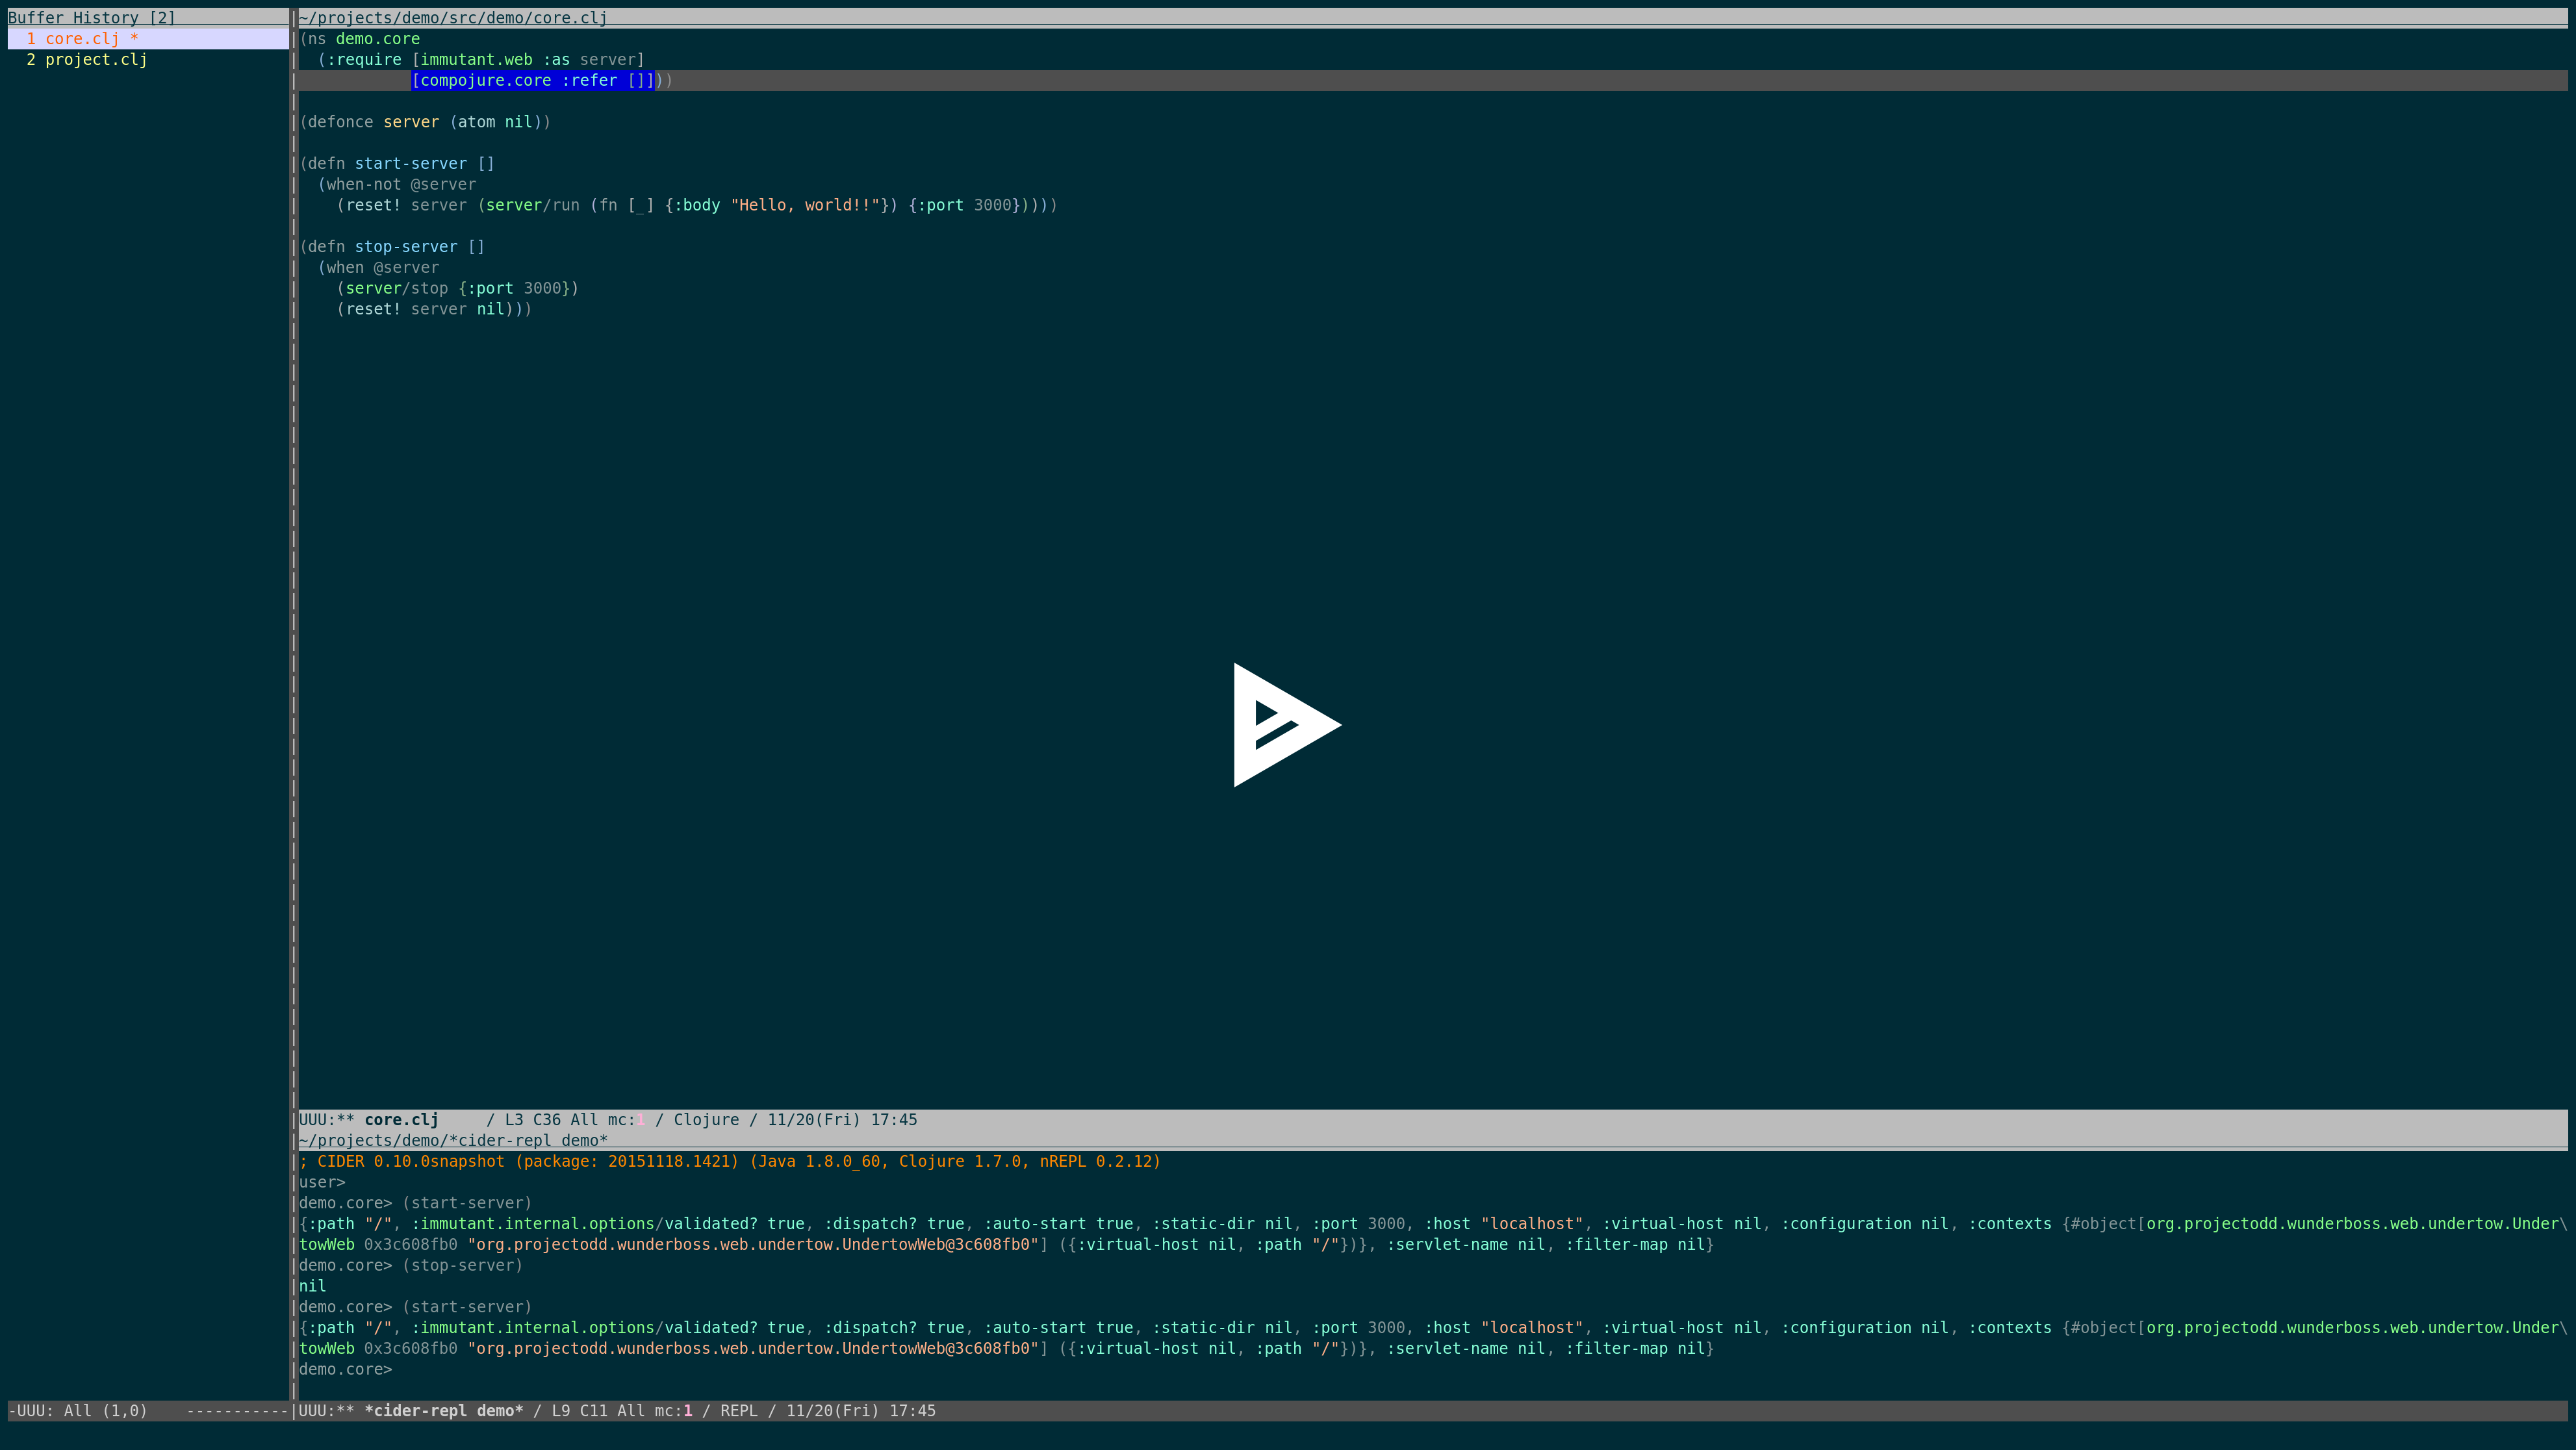 Buffer History [2]
1 core.clj *
2 project.clj
~/projects/demo/src/demo/core.clj
(ns demo.core
  (:require [immutant.web :as server]
            [compojure.core :refer []]))
(defonce server (atom nil))
(defn start-server []
  (when-not @server
    (reset! server (server/run (fn [_] {:body "Hello, world!!"}) {:port 3000}))))
(defn stop-server []
  (when @server
    (server/stop {:port 3000})
    (reset! server nil)))
UUU:** core.clj     / L3 C36 All mc:1 / Clojure / 11/20(Fri) 17:45
~/projects/demo/*cider-repl demo*
; CIDER 0.10.0snapshot (package: 20151118.1421) (Java 1.8.0_60, Clojure 1.7.0, nREPL 0.2.12)
user>
demo.core> (start-server)
{:path "/", :immutant.internal.options/validated? true, :dispatch? true, :auto-start true, :static-dir nil, :port 3000, :host "localhost", :virtual-host nil, :configuration nil, :contexts {#object[org.projectodd.wunderboss.web.undertow.Under\
towWeb 0x3c608fb0 "org.projectodd.wunderboss.web.undertow.UndertowWeb@3c608fb0"] ({:virtual-host nil, :path "/"})}, :servlet-name nil, :filter-map nil}
demo.core> (stop-server)
nil
demo.core> (start-server)
{:path "/", :immutant.internal.options/validated? true, :dispatch? true, :auto-start true, :static-dir nil, :port 3000, :host "localhost", :virtual-host nil, :configuration nil, :contexts {#object[org.projectodd.wunderboss.web.undertow.Under\
towWeb 0x3c608fb0 "org.projectodd.wunderboss.web.undertow.UndertowWeb@3c608fb0"] ({:virtual-host nil, :path "/"})}, :servlet-name nil, :filter-map nil}
demo.core>
-UUU: All (1,0)    -----------|UUU:** *cider-repl demo* / L9 C11 All mc:1 / REPL / 11/20(Fri) 17:45